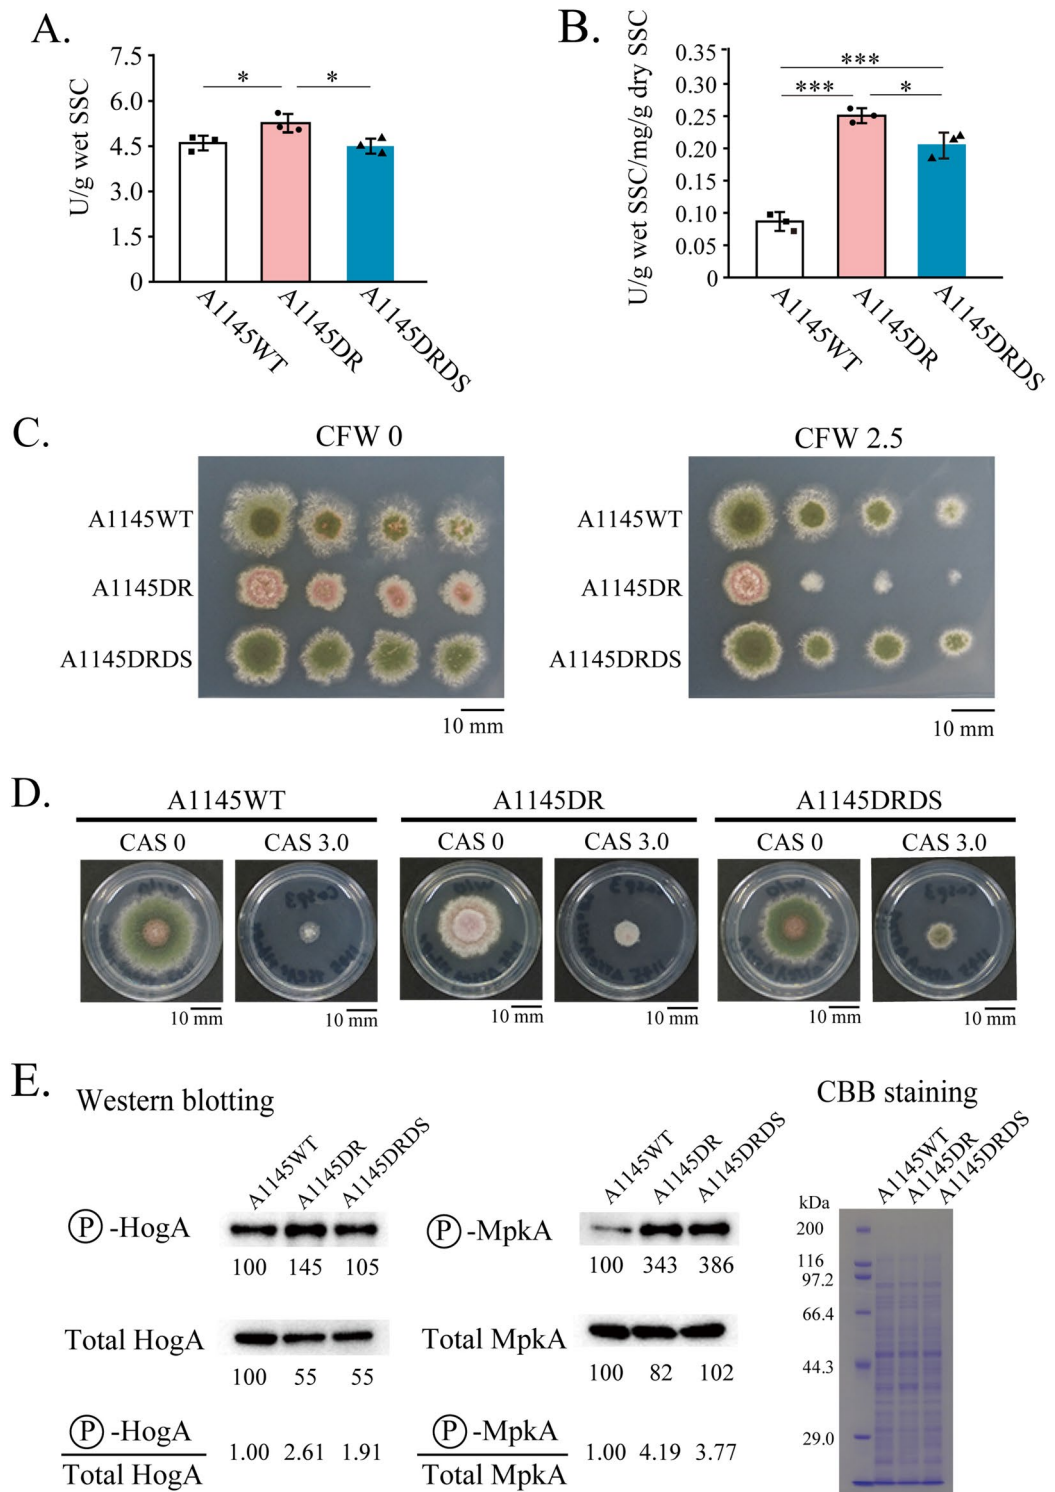 A.
U/g wet SSC
7.5
6.0
4.5
3.0
1.5
0
*
*
A1145WT
A1145DR
A1145DRDS
B.
U/g wet SSC/mg/g dry SSC
0.35
0.30
0.25
0.20
0.15
0.10
0.05
0
***
***
*
A1145WT
A1145DR
A1145DRDS
C.
CFW 0
CFW 2.5
A1145WT
A1145DR
A1145DRDS
10 mm
A1145WT
A1145DR
A1145DRDS
10 mm
D.
A1145WT
A1145DR
A1145DRDS
CAS 0
CAS 3.0
CAS 0
CAS 3.0
CAS 0
CAS 3.0
10 mm
10 mm
10 mm
10 mm
10 mm
10 mm
E.
Western blotting
A1145WT
A1145DR
A1145DRDS
Ⓟ-HogA
100 145 105
Total HogA
100 55 55
Ⓟ-HogA
Total HogA
1.00 2.61 1.91
A1145WT
A1145DR
A1145DRDS
Ⓟ-MpkA
100 343 386
Total MpkA
100 82 102
Ⓟ-MpkA
Total MpkA
1.00 4.19 3.77
CBB staining
A1145WT
A1145DR
A1145DRDS
kDa
200
116
97.2
66.4
44.3
29.0